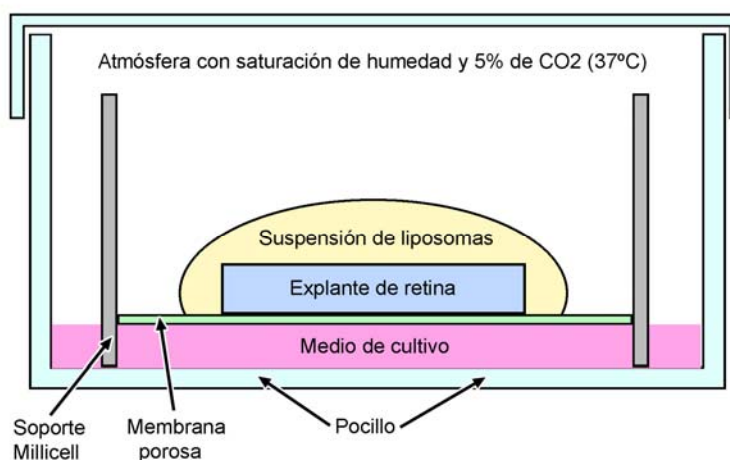 Atmósfera con saturación de humedad y 5% de CO2 (37ºC)
Suspensión de liposomas
Explante de retina
Medio de cultivo
Soporte
Millicell
Membrana
porosa
Pocillo